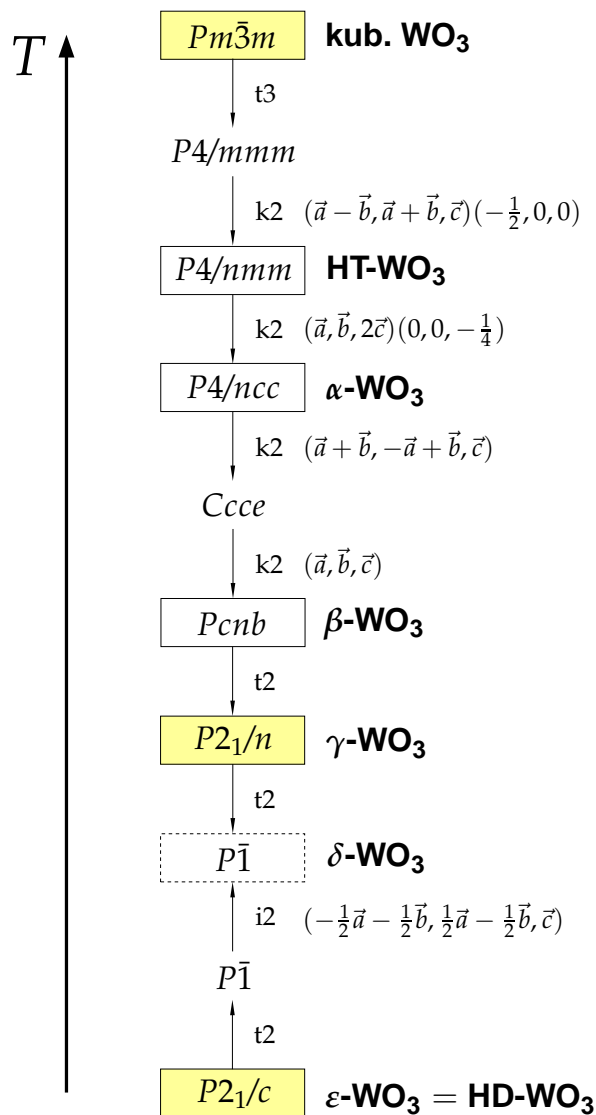 T
Pm3̄m kub. WO₃
t3
P4/mmm
k2 (a⃗ − b⃗, a⃗ + b⃗, c⃗)(−½, 0, 0)
P4/nmm HT-WO₃
k2 (a⃗, b⃗, 2c⃗)(0, 0, −¼)
P4/ncc α-WO₃
k2 (a⃗ + b⃗, −a⃗ + b⃗, c⃗)
Ccce
k2 (a⃗, b⃗, c⃗)
Pcnb β-WO₃
t2
P2₁/n γ-WO₃
t2
P1̄ δ-WO₃
i2 (−½a⃗ − ½b⃗, ½a⃗ − ½b⃗, c⃗)
P1̄
t2
P2₁/c ε-WO₃ = HD-WO₃